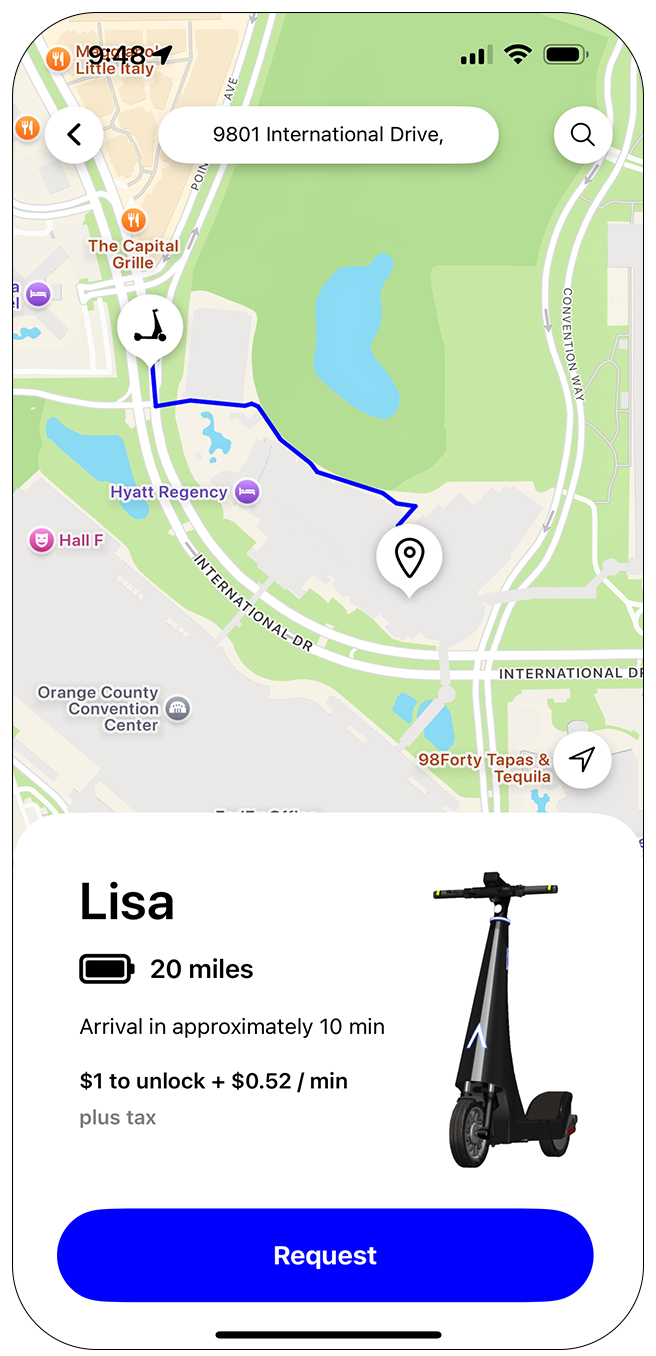 Maggiano's
9:48
Little Italy
AVE
9801 International Drive,
POIN
The Capital
Grille
a
el
CONVENTION WAY
Hyatt Regency
Hall F
INTERNATIONAL DR
INTERNATIONAL DR
Orange County
Convention
Center
98Forty Tapas &
Tequila
Lisa
20 miles
Arrival in approximately 10 min
$1 to unlock + $0.52 / min
plus tax
Request